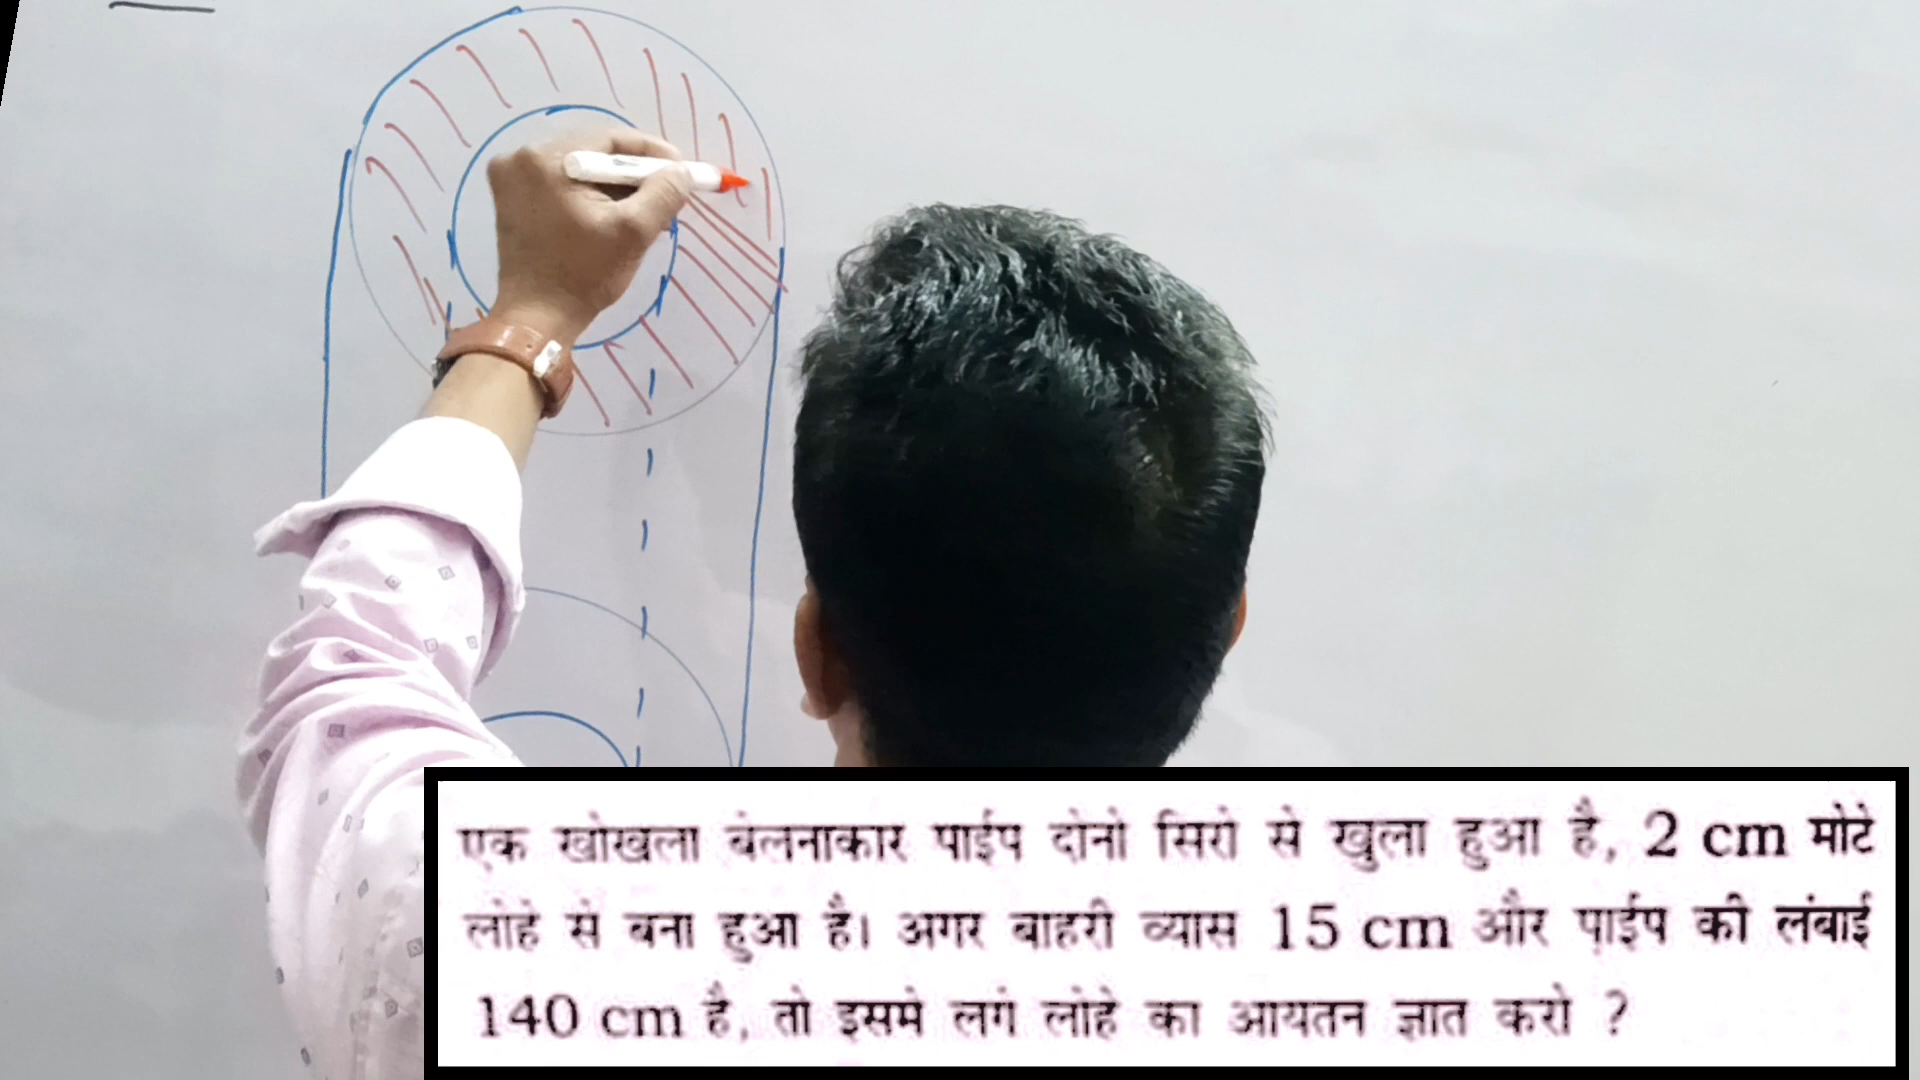 एक खोखला बेलनाकार पाईप दोनो सिरो से खुला हुआ है, 2 cm मोटे
लोहे से बना हुआ है। अगर बाहरी व्यास 15 cm और पाईप की लंबाई
140 cm है, तो इसमे लगे लोहे का आयतन ज्ञात करो ?